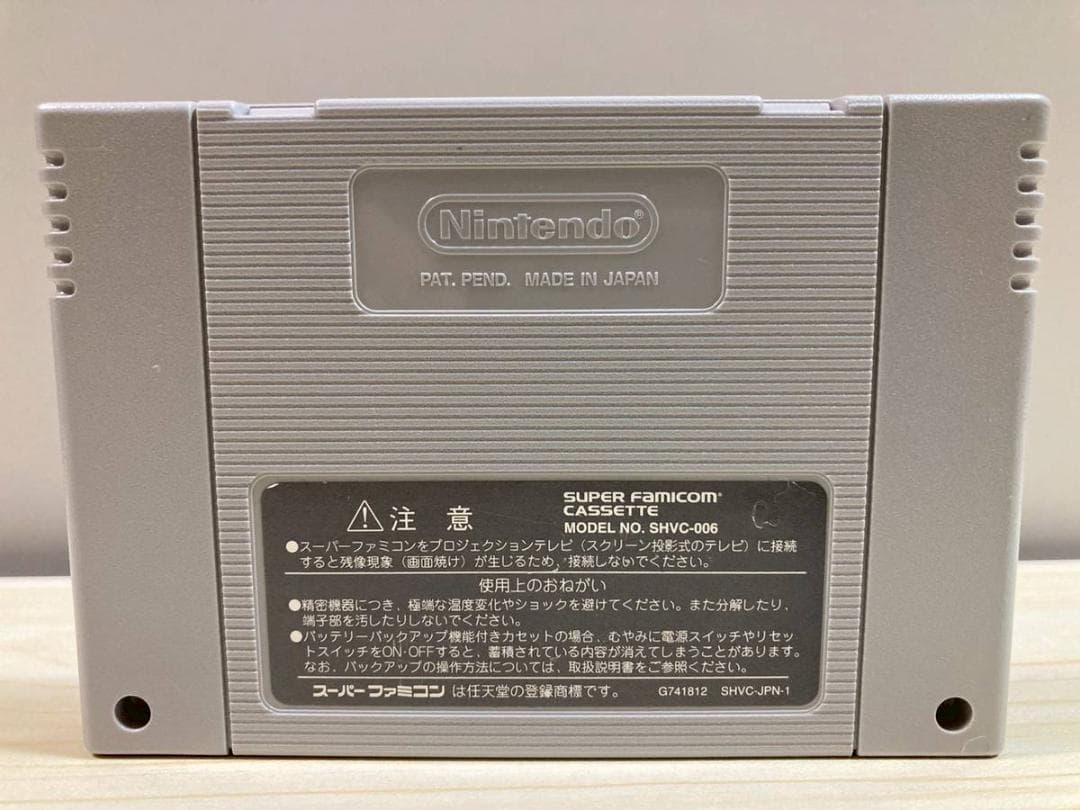 Nintendo®
PAT. PEND. MADE IN JAPAN
⚠注 意
SUPER FAMICOM®
CASSETTE
MODEL NO. SHVC-006
●スーパーファミコンをプロジェクションテレビ（スクリーン投影式のテレビ）に接続
すると残像現象（画面焼け）が生じるため、接続しないでください。
使用上のおねがい
●精密機器につき、極端な温度変化やショックを避けてください。また分解したり、
端子部を汚したりしないでください。
●バッテリーバックアップ機能付きカセットの場合、むやみに電源スイッチやリセッ
トスイッチをON・OFFすると、蓄積されている内容が消えてしまうことがあります。
なお、バックアップの操作方法については、取扱説明書をご参照ください。
スーパーファミコンは任天堂の登録商標です。 G741812 SHVC-JPN-1